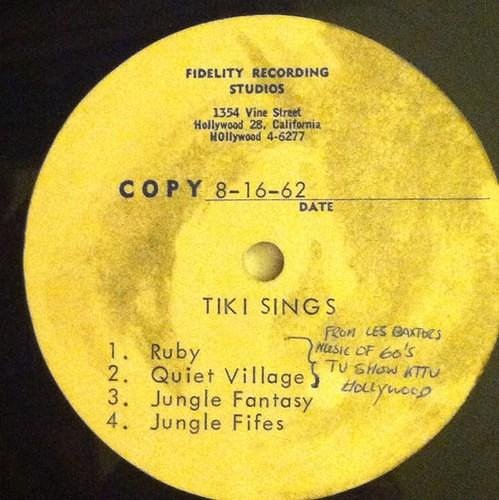 FIDELITY RECORDING
STUDIOS
1354 Vine Street
Hollywood 28, California
HOllywood 4-6277
COPY 8-16-62
DATE
TIKI SINGS
1. Ruby
2. Quiet Village
3. Jungle Fantasy
4. Jungle Fifes
FROM LES BAXTERS
MUSIC OF 60'S
TV SHOW KTTV
HOLLYWOOD